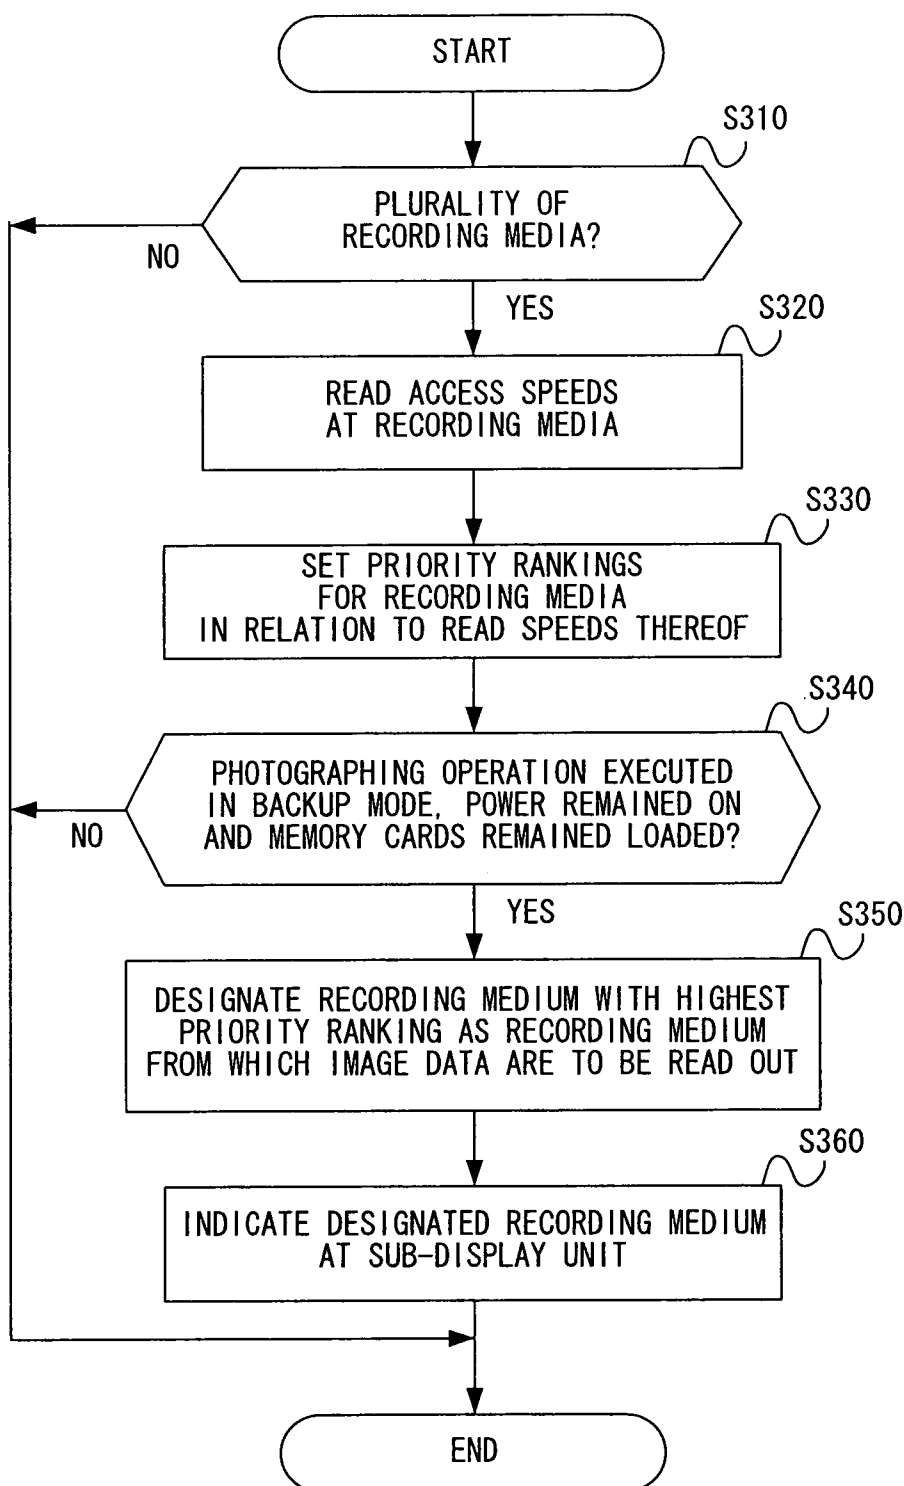 START
S310
PLURALITY OF
RECORDING MEDIA?
NO
YES
S320
READ ACCESS SPEEDS
AT RECORDING MEDIA
S330
SET PRIORITY RANKINGS
FOR RECORDING MEDIA
IN RELATION TO READ SPEEDS THEREOF
S340
PHOTOGRAPHING OPERATION EXECUTED
IN BACKUP MODE, POWER REMAINED ON
AND MEMORY CARDS REMAINED LOADED?
NO
YES
S350
DESIGNATE RECORDING MEDIUM WITH HIGHEST
PRIORITY RANKING AS RECORDING MEDIUM
FROM WHICH IMAGE DATA ARE TO BE READ OUT
S360
INDICATE DESIGNATED RECORDING MEDIUM
AT SUB-DISPLAY UNIT
END